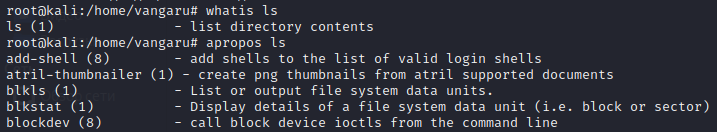 root@kali:/home/vangaru# whatis ls
ls (1)               - list directory contents
root@kali:/home/vangaru# apropos ls
add-shell (8)        - add shells to the list of valid login shells
atril-thumbnailer (1) - create png thumbnails from atril supported documents
blkls (1)            - List or output file system data units.
blkstat (1)          - Display details of a file system data unit (i.e. block or sector)
blockdev (8)         - call block device ioctls from the command line